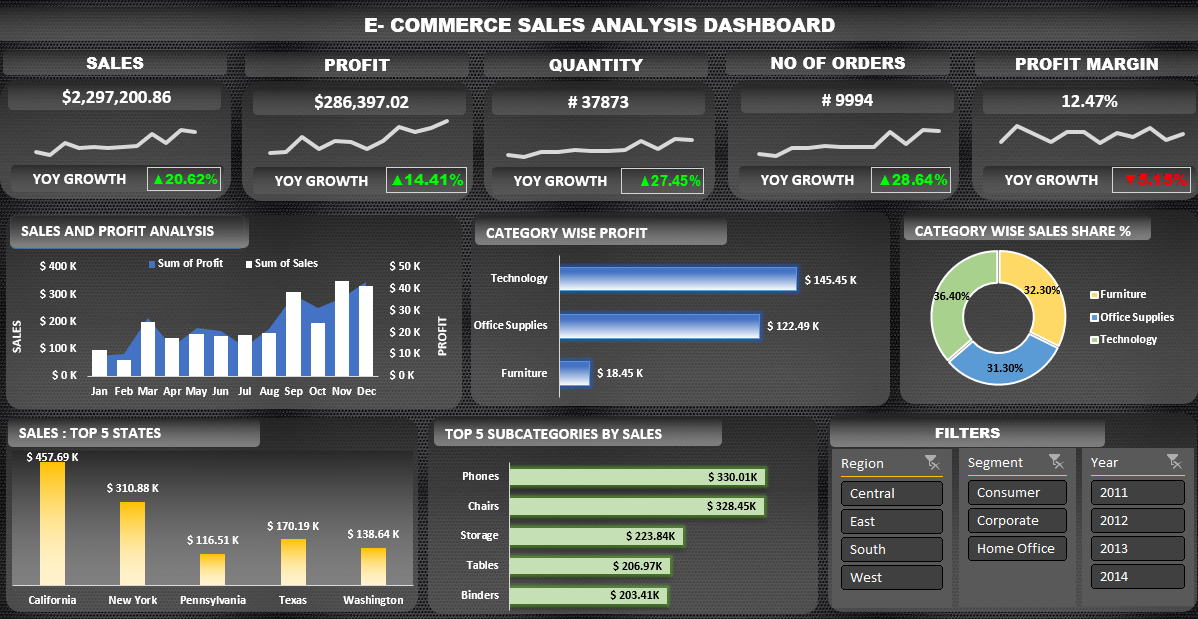 E- COMMERCE SALES ANALYSIS DASHBOARD
SALES
$2,297,200.86
YOY GROWTH ▲20.62%
PROFIT
$286,397.02
YOY GROWTH ▲14.41%
QUANTITY
# 37873
YOY GROWTH ▲27.45%
NO OF ORDERS
# 9994
YOY GROWTH ▲28.64%
PROFIT MARGIN
12.47%
YOY GROWTH ▼5.15%
SALES AND PROFIT ANALYSIS
Sum of Profit Sum of Sales
SALES
$ 400 K
$ 300 K
$ 200 K
$ 100 K
$ 0 K
$ 50 K
$ 40 K
$ 30 K
$ 20 K
$ 10 K
$ 0 K
PROFIT
Jan Feb Mar Apr May Jun Jul Aug Sep Oct Nov Dec
CATEGORY WISE PROFIT
Technology $ 145.45 K
Office Supplies $ 122.49 K
Furniture $ 18.45 K
CATEGORY WISE SALES SHARE %
36.40%
32.30%
31.30%
Furniture
Office Supplies
Technology
SALES : TOP 5 STATES
$ 457.69 K
$ 310.88 K
$ 116.51 K
$ 170.19 K
$ 138.64 K
California New York Pennsylvania Texas Washington
TOP 5 SUBCATEGORIES BY SALES
Phones $ 330.01K
Chairs $ 328.45K
Storage $ 223.84K
Tables $ 206.97K
Binders $ 203.41K
FILTERS
Region
Central
East
South
West
Segment
Consumer
Corporate
Home Office
Year
2011
2012
2013
2014